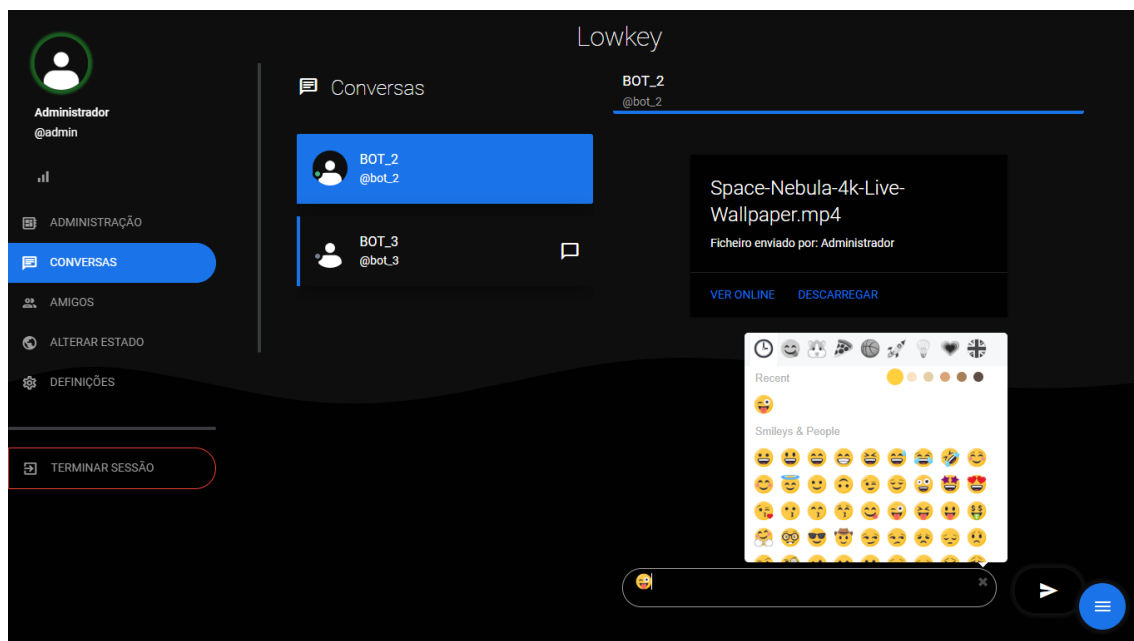 Lowkey
Administrador
@admin
ADMINISTRAÇÃO
CONVERSAS
AMIGOS
ALTERAR ESTADO
DEFINIÇÕES
TERMINAR SESSÃO
Conversas
BOT_2
@bot_2
BOT_3
@bot_3
BOT_2
@bot_2
Space-Nebula-4k-Live-
Wallpaper.mp4
Ficheiro enviado por: Administrador
VER ONLINE DESCARREGAR
Recent
Smileys & People